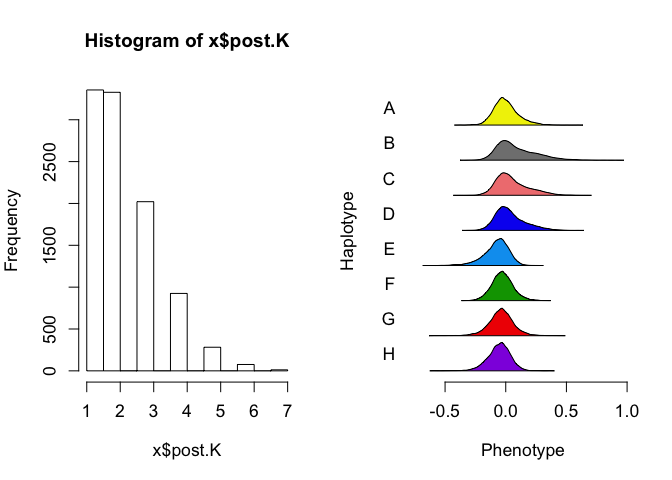 Histogram of x$post.K
Frequency
0
500
1500
2500
1 2 3 4 5 6 7
x$post.K
Haplotype
A
B
C
D
E
F
G
H
-0.5 0.0 0.5 1.0
Phenotype